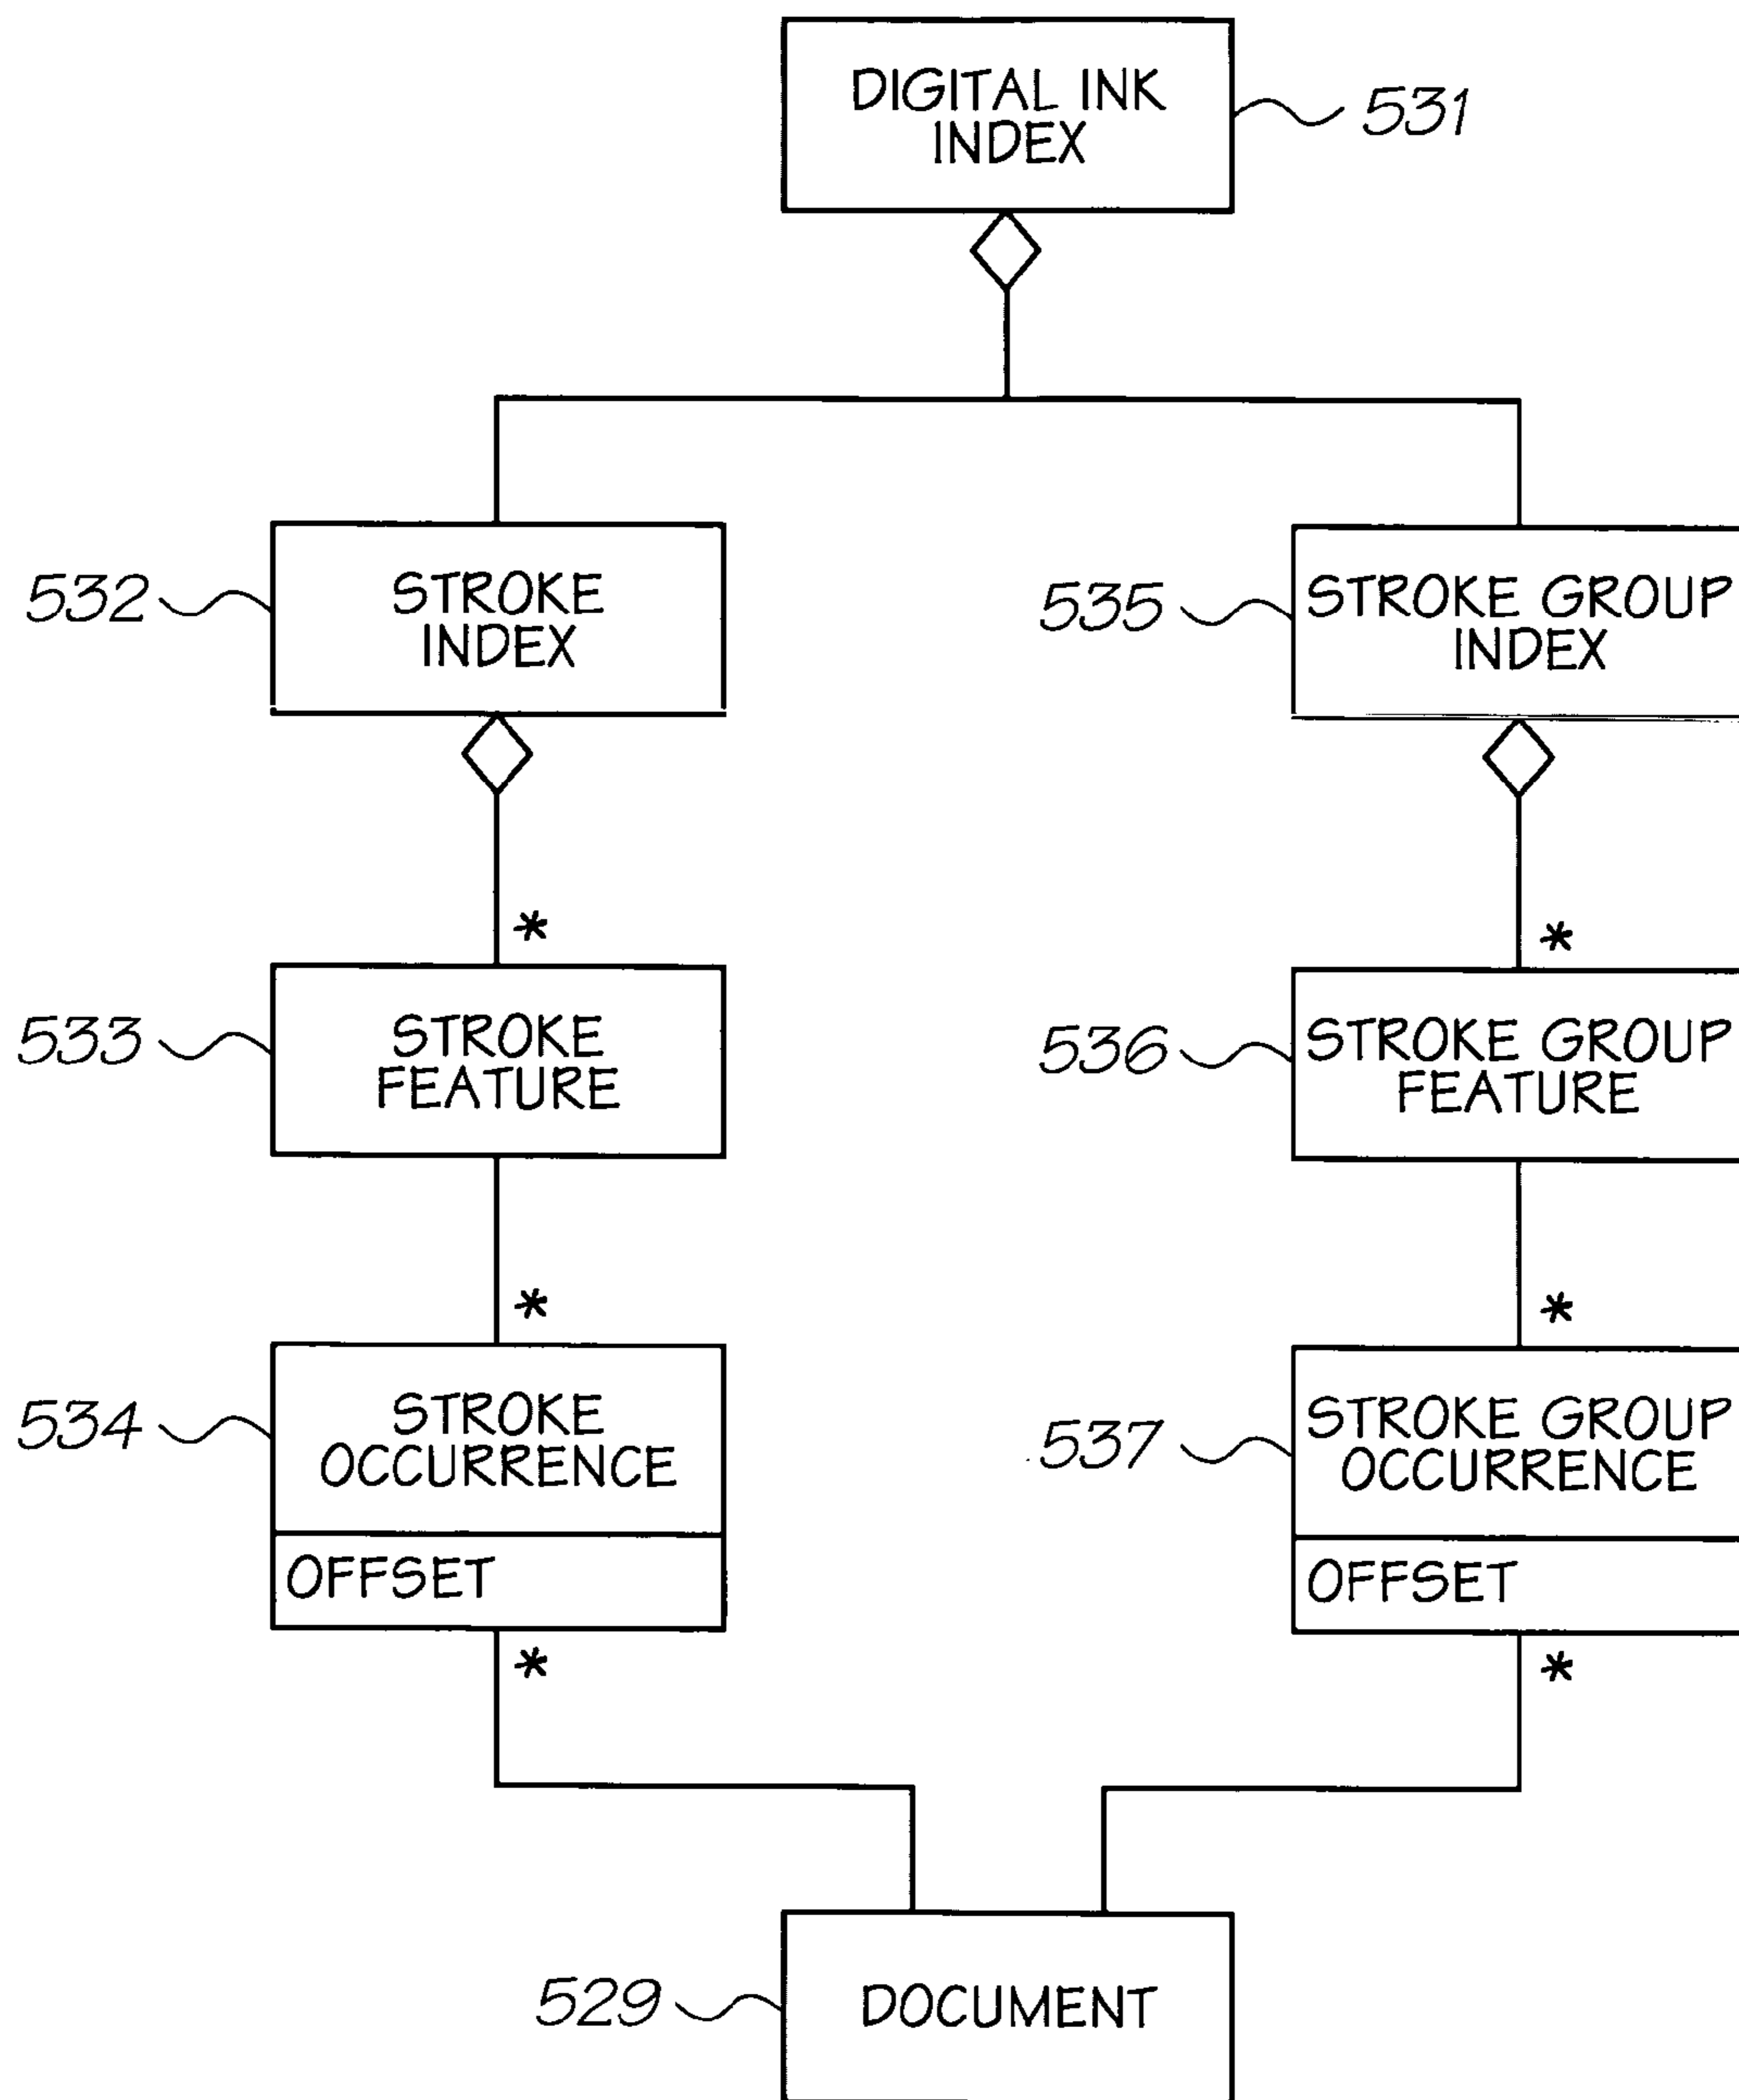 DIGITAL INK
INDEX
531
532
STROKE
INDEX
535
STROKE GROUP
INDEX
*
*
533
STROKE
FEATURE
536
STROKE GROUP
FEATURE
*
*
534
STROKE
OCCURRENCE
OFFSET
537
STROKE GROUP
OCCURRENCE
OFFSET
*
*
529
DOCUMENT